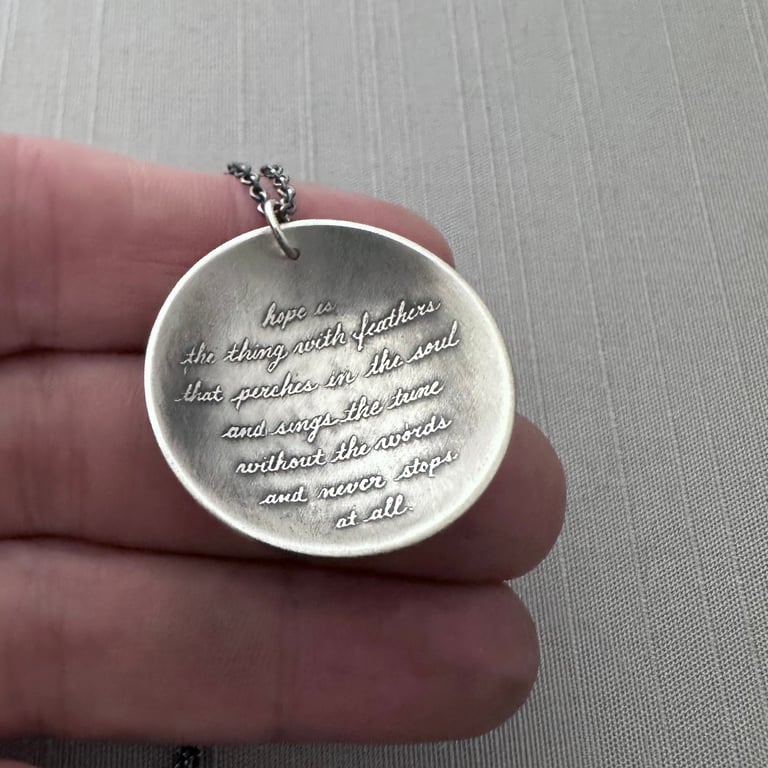 hope is
the thing with feathers
that perches in the soul
and sings the tune
without the words
and never stops
at all.